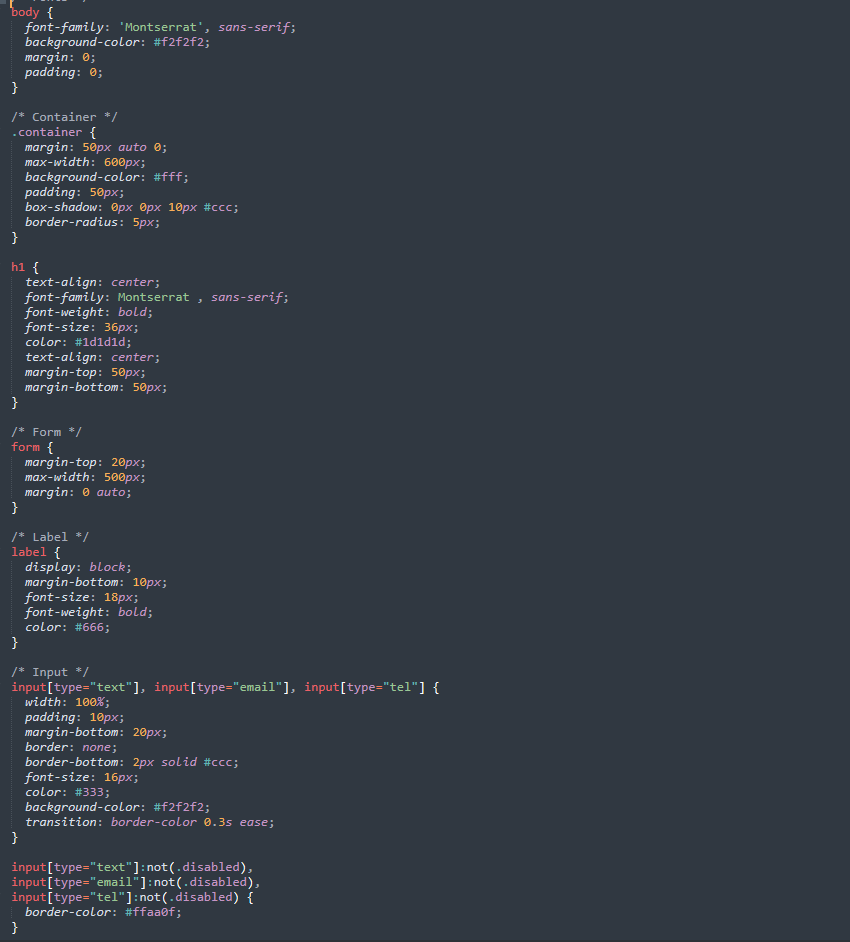 body {
  font-family: 'Montserrat', sans-serif;
  background-color: #f2f2f2;
  margin: 0;
  padding: 0;
}

/* Container */
.container {
  margin: 50px auto 0;
  max-width: 600px;
  background-color: #fff;
  padding: 50px;
  box-shadow: 0px 0px 10px #ccc;
  border-radius: 5px;
}

h1 {
  text-align: center;
  font-family: Montserrat , sans-serif;
  font-weight: bold;
  font-size: 36px;
  color: #1d1d1d;
  text-align: center;
  margin-top: 50px;
  margin-bottom: 50px;
}

/* Form */
form {
  margin-top: 20px;
  max-width: 500px;
  margin: 0 auto;
}

/* Label */
label {
  display: block;
  margin-bottom: 10px;
  font-size: 18px;
  font-weight: bold;
  color: #666;
}

/* Input */
input[type="text"], input[type="email"], input[type="tel"] {
  width: 100%;
  padding: 10px;
  margin-bottom: 20px;
  border: none;
  border-bottom: 2px solid #ccc;
  font-size: 16px;
  color: #333;
  background-color: #f2f2f2;
  transition: border-color 0.3s ease;
}

input[type="text"]:not(.disabled),
input[type="email"]:not(.disabled),
input[type="tel"]:not(.disabled) {
  border-color: #ffaa0f;
}